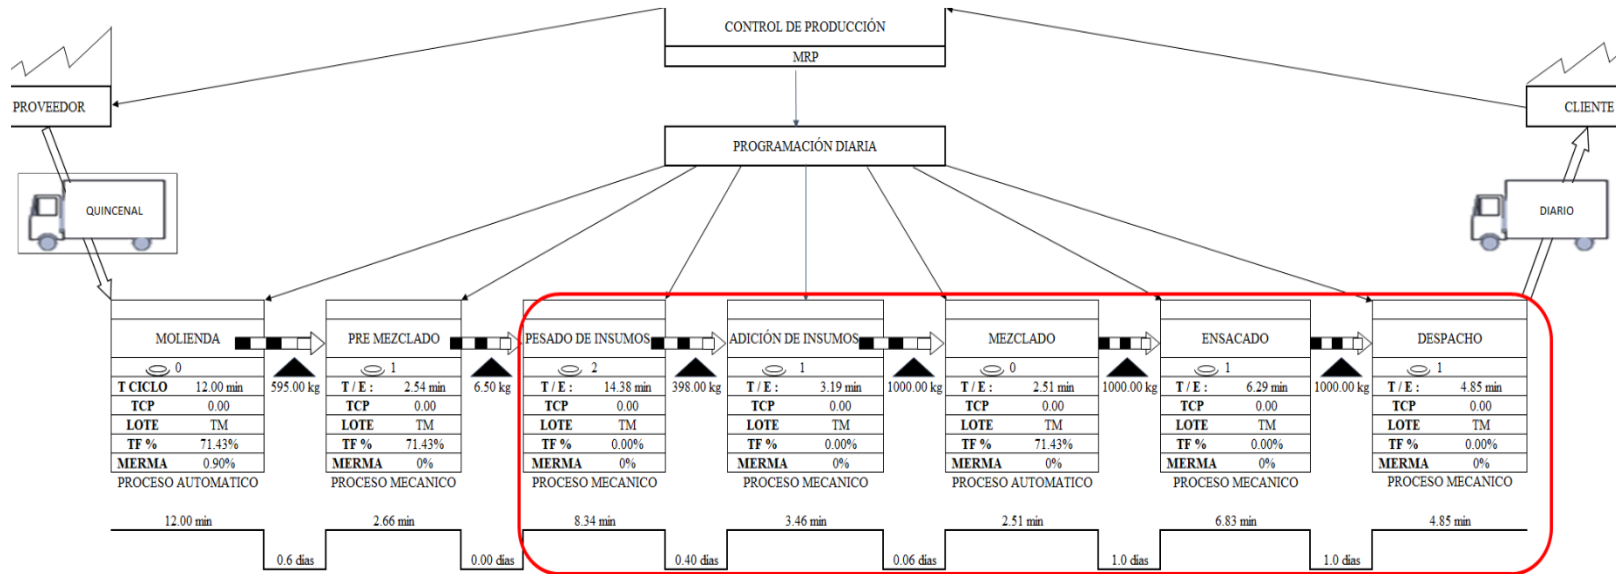 CONTROL DE PRODUCCIÓN
MRP
PROVEEDOR
CLIENTE
PROGRAMACIÓN DIARIA
QUINCENAL
DIARIO
MOLIENDA
0
T CICLO 12.00 min
TCP 0.00
LOTE TM
TF % 71.43%
MERMA 0.90%
PROCESO AUTOMATICO
595.00 kg
PRE MEZCLADO
1
T / E : 2.54 min
TCP 0.00
LOTE TM
TF % 71.43%
MERMA 0%
PROCESO MECANICO
6.50 kg
PESADO DE INSUMOS
2
T / E : 14.38 min
TCP 0.00
LOTE TM
TF % 0.00%
MERMA 0%
PROCESO MECANICO
398.00 kg
ADICIÓN DE INSUMOS
1
T / E : 3.19 min
TCP 0.00
LOTE TM
TF % 0.00%
MERMA 0%
PROCESO MECANICO
1000.00 kg
MEZCLADO
0
T / E : 2.51 min
TCP 0.00
LOTE TM
TF % 71.43%
MERMA 0%
PROCESO AUTOMATICO
1000.00 kg
ENSACADO
1
T / E : 6.29 min
TCP 0.00
LOTE TM
TF % 0.00%
MERMA 0%
PROCESO MECANICO
1000.00 kg
DESPACHO
1
T / E : 4.85 min
TCP 0.00
LOTE TM
TF % 0.00%
MERMA 0%
PROCESO MECANICO
12.00 min
0.6 dias
2.66 min
0.00 dias
8.34 min
0.40 dias
3.46 min
0.06 dias
2.51 min
1.0 dias
6.83 min
1.0 dias
4.85 min